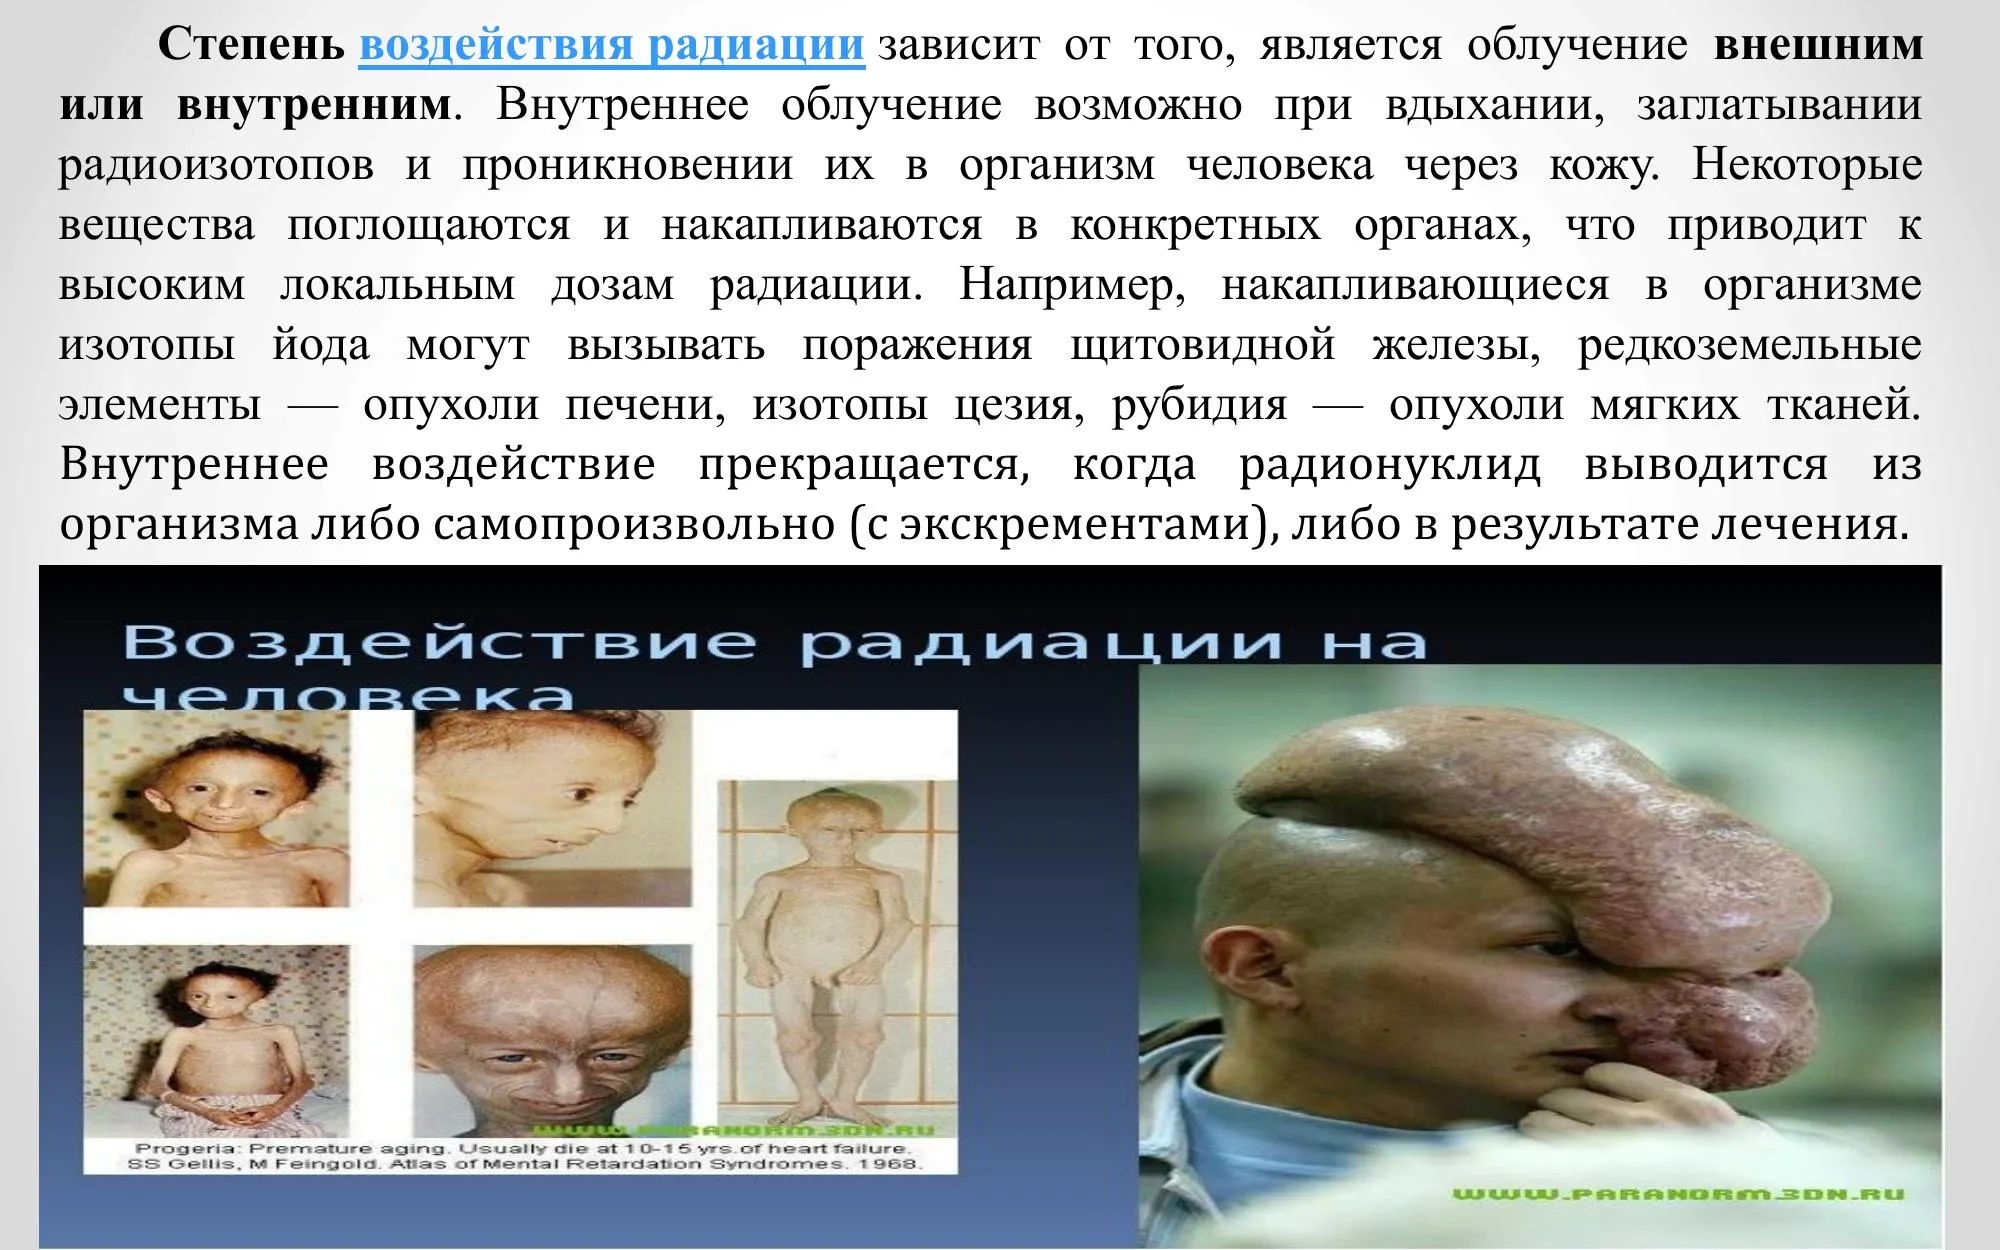 Степень воздействия радиации зависит от того, является облучение внешним
или внутренним. Внутреннее облучение возможно при вдыхании, заглатывании
радиоизотопов и проникновении их в организм человека через кожу. Некоторые
вещества поглощаются и накапливаются в конкретных органах, что приводит к
высоким локальным дозам радиации. Например, накапливающиеся в организме
изотопы йода могут вызывать поражения щитовидной железы, редкоземельные
элементы — опухоли печени, изотопы цезия, рубидия — опухоли мягких тканей.
Внутреннее воздействие прекращается, когда радионуклид выводится из
организма либо самопроизвольно (с экскрементами), либо в результате лечения.
Воздействие радиации на
человека
WWW.PARANORM.3DN.RU
Progeria: Premature aging. Usually die at 10-15 yrs.of heart failure.
SS Gellis, M Feingold. Atlas of Mental Retardation Syndromes. 1968.
WWW.PARANORM.3DN.RU